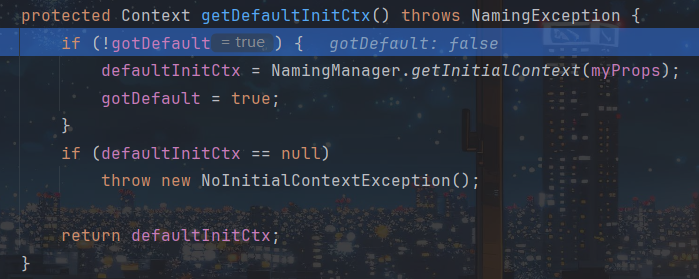 protected Context getDefaultInitCtx() throws NamingException {
    if (!gotDefault = true ) {   gotDefault: false
        defaultInitCtx = NamingManager.getInitialContext(myProps);
        gotDefault = true;
    }
    if (defaultInitCtx == null)
        throw new NoInitialContextException();
    return defaultInitCtx;
}